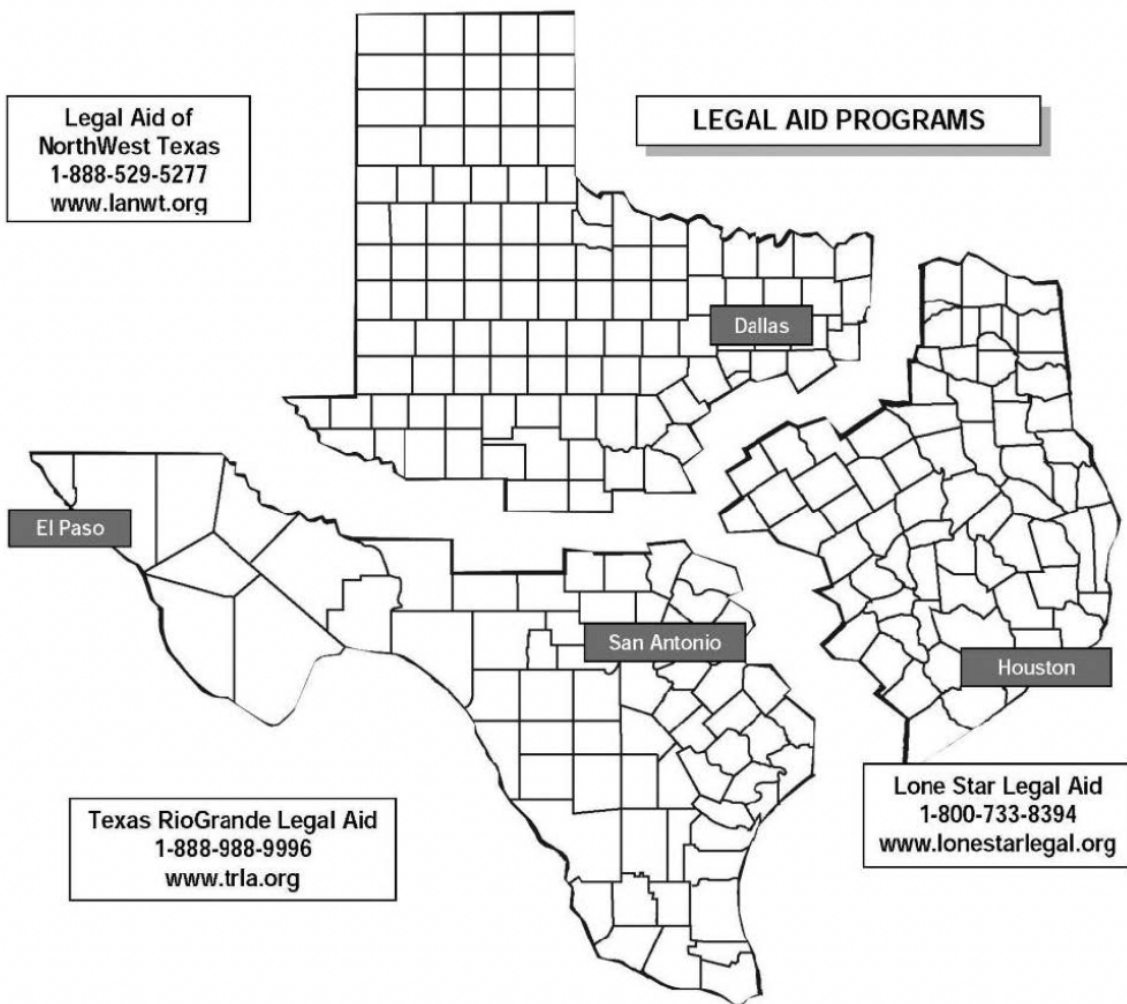 Legal Aid of
NorthWest Texas
1-888-529-5277
www.lanwt.org
LEGAL AID PROGRAMS
Dallas
El Paso
San Antonio
Houston
Texas RioGrande Legal Aid
1-888-988-9996
www.trla.org
Lone Star Legal Aid
1-800-733-8394
www.lonestarlegal.org